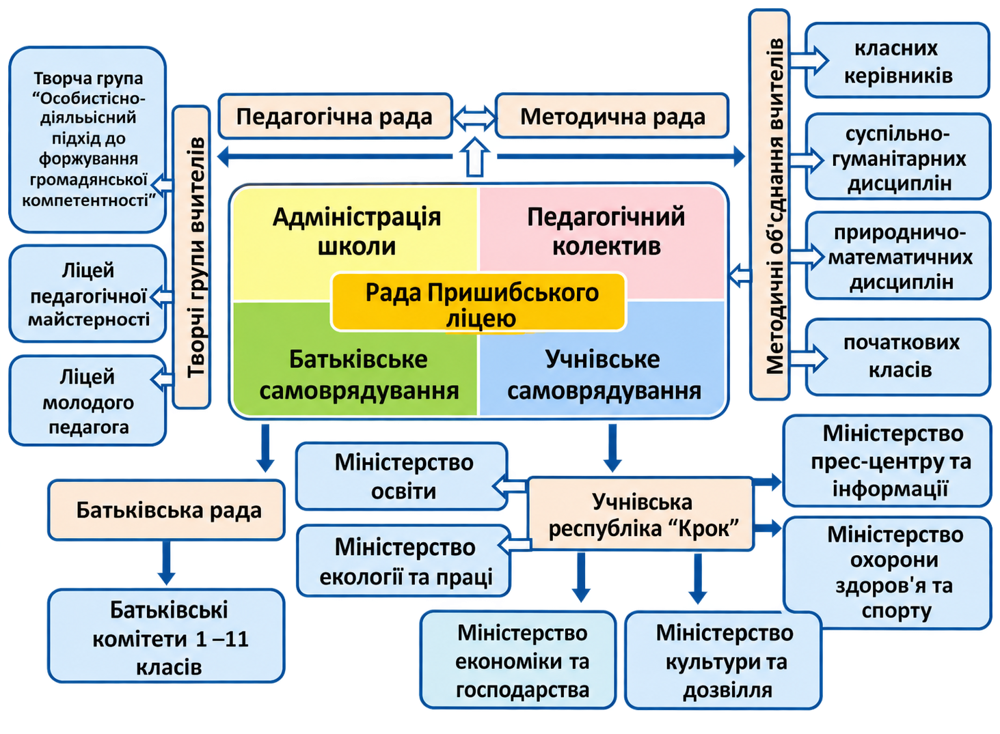 Творча група
“Особистісно-
діялььісний
підхід до
форжування
громадянської
компетентності”
Ліцей
педагогічної
майстерності
Ліцей
молодого
педагога
Творчі групи вчителів
Педагогічна рада
Методична рада
Адміністрація
школи
Педагогічний
колектив
Рада Пришибського
ліцею
Батьківське
самоврядування
Учнівське
самоврядування
Методичні об'єднання вчителів
класних
керівників
суспільно-
гуманітарних
дисциплін
природничо-
математичних
дисциплін
початкових
класів
Батьківська рада
Батьківські
комітети 1 –11
класів
Міністерство
освіти
Міністерство
екології та праці
Учнівська
республіка “Крок”
Міністерство
прес-центру та
інформації
Міністерство
охорони
здоров'я та
спорту
Міністерство
економіки та
господарства
Міністерство
культури та
дозвілля